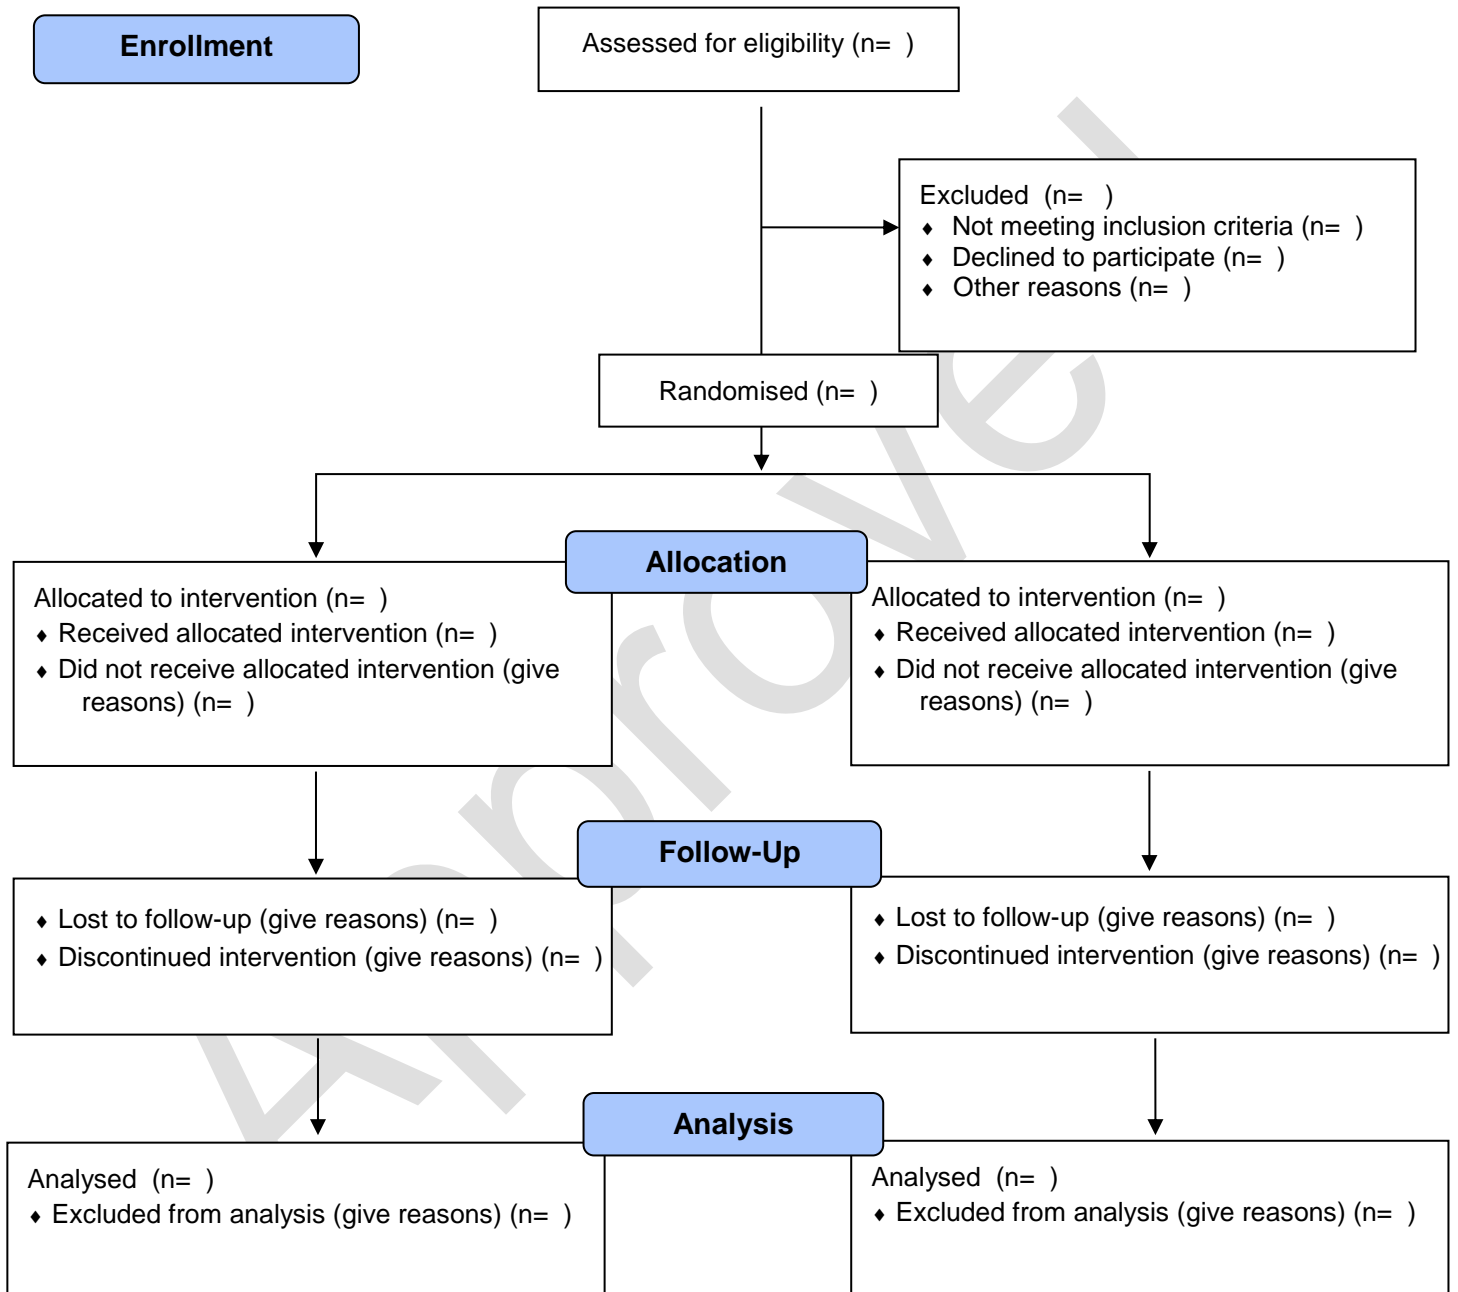 Enrollment
Assessed for eligibility (n=  )
Excluded  (n=   )
♦ Not meeting inclusion criteria (n=  )
♦ Declined to participate (n=  )
♦ Other reasons (n=  )
Randomised (n=  )
Allocation
Allocated to intervention (n=  )
♦ Received allocated intervention (n=  )
♦ Did not receive allocated intervention (give
reasons) (n=  )
Allocated to intervention (n=  )
♦ Received allocated intervention (n=  )
♦ Did not receive allocated intervention (give
reasons) (n=  )
Follow-Up
♦ Lost to follow-up (give reasons) (n=  )
♦ Discontinued intervention (give reasons) (n=  )
♦ Lost to follow-up (give reasons) (n=  )
♦ Discontinued intervention (give reasons) (n=  )
Analysis
Analysed  (n=  )
♦ Excluded from analysis (give reasons) (n=  )
Analysed  (n=  )
♦ Excluded from analysis (give reasons) (n=  )